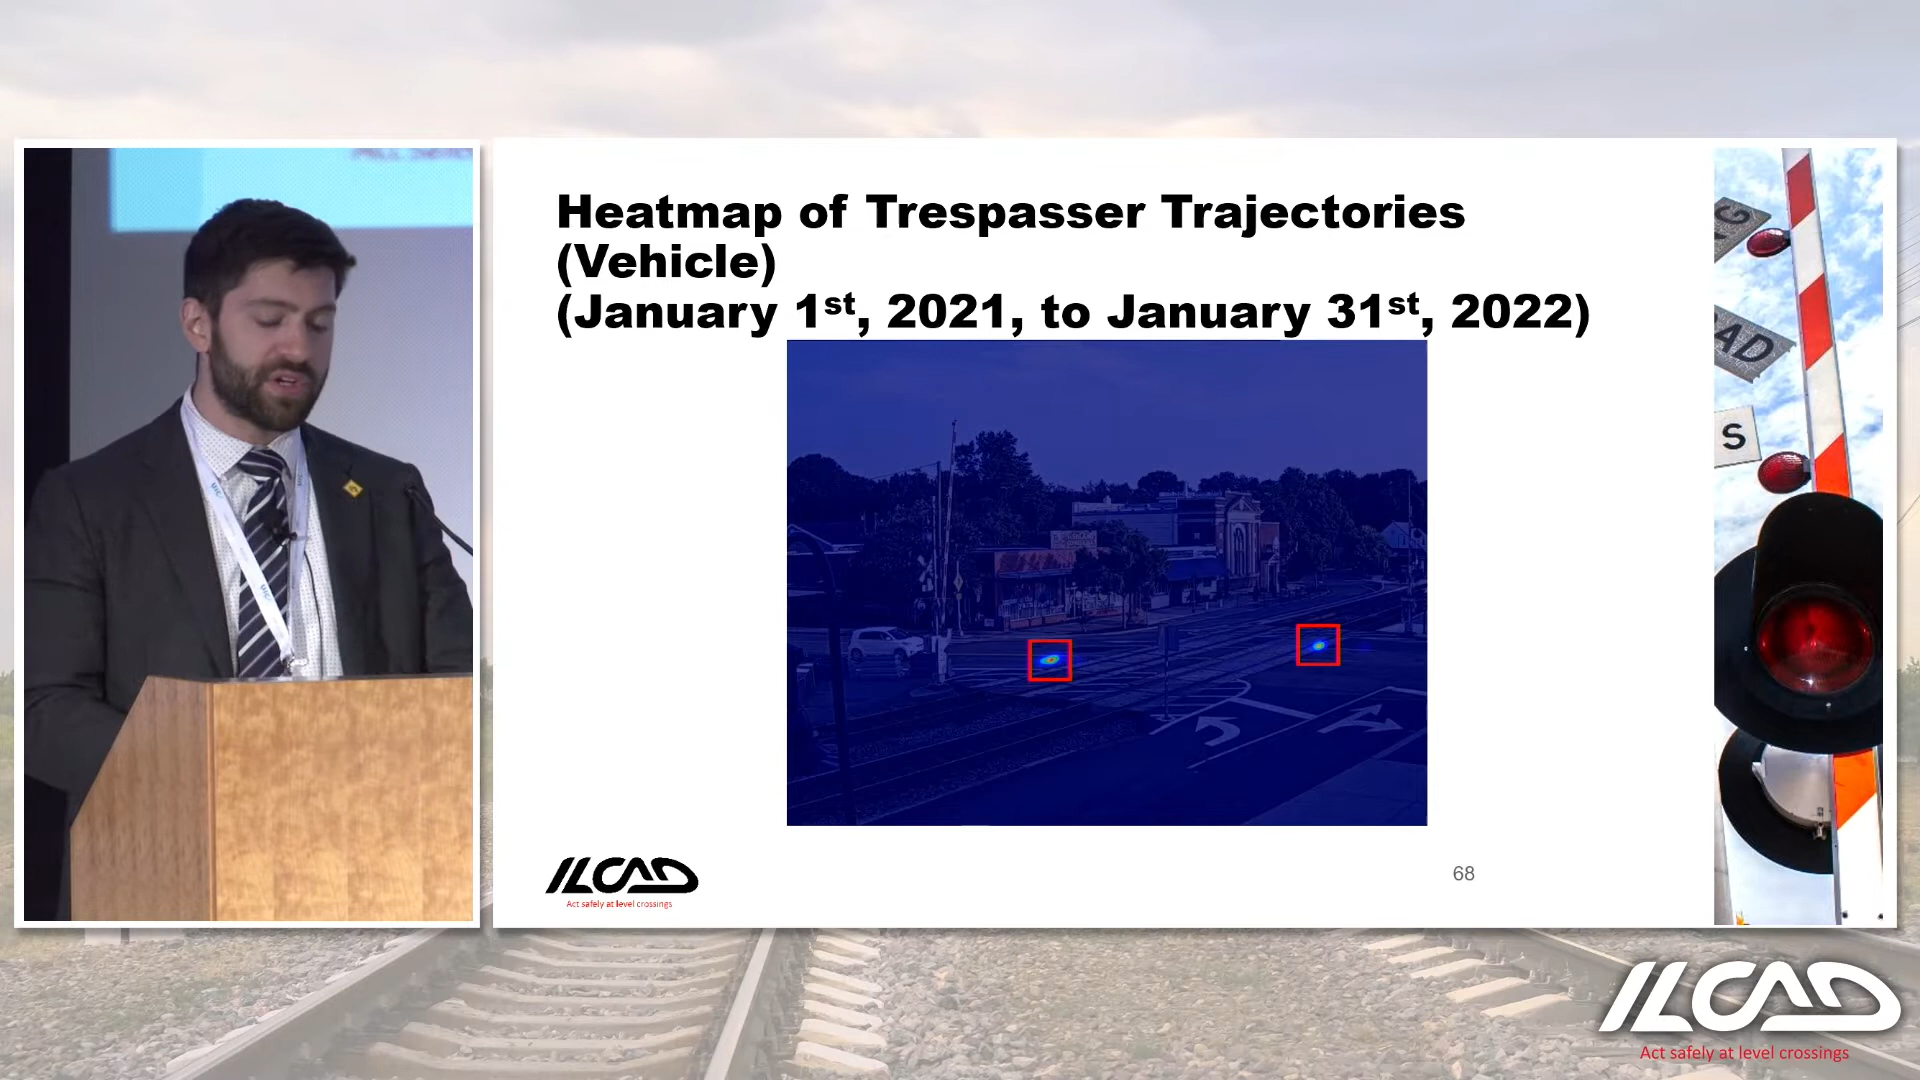 Heatmap of Trespasser Trajectories
(Vehicle)
(January 1st, 2021, to January 31st, 2022)
G
AD
S
ILCAD
Act safely at level crossings
68
ILCAD
Act safely at level crossings